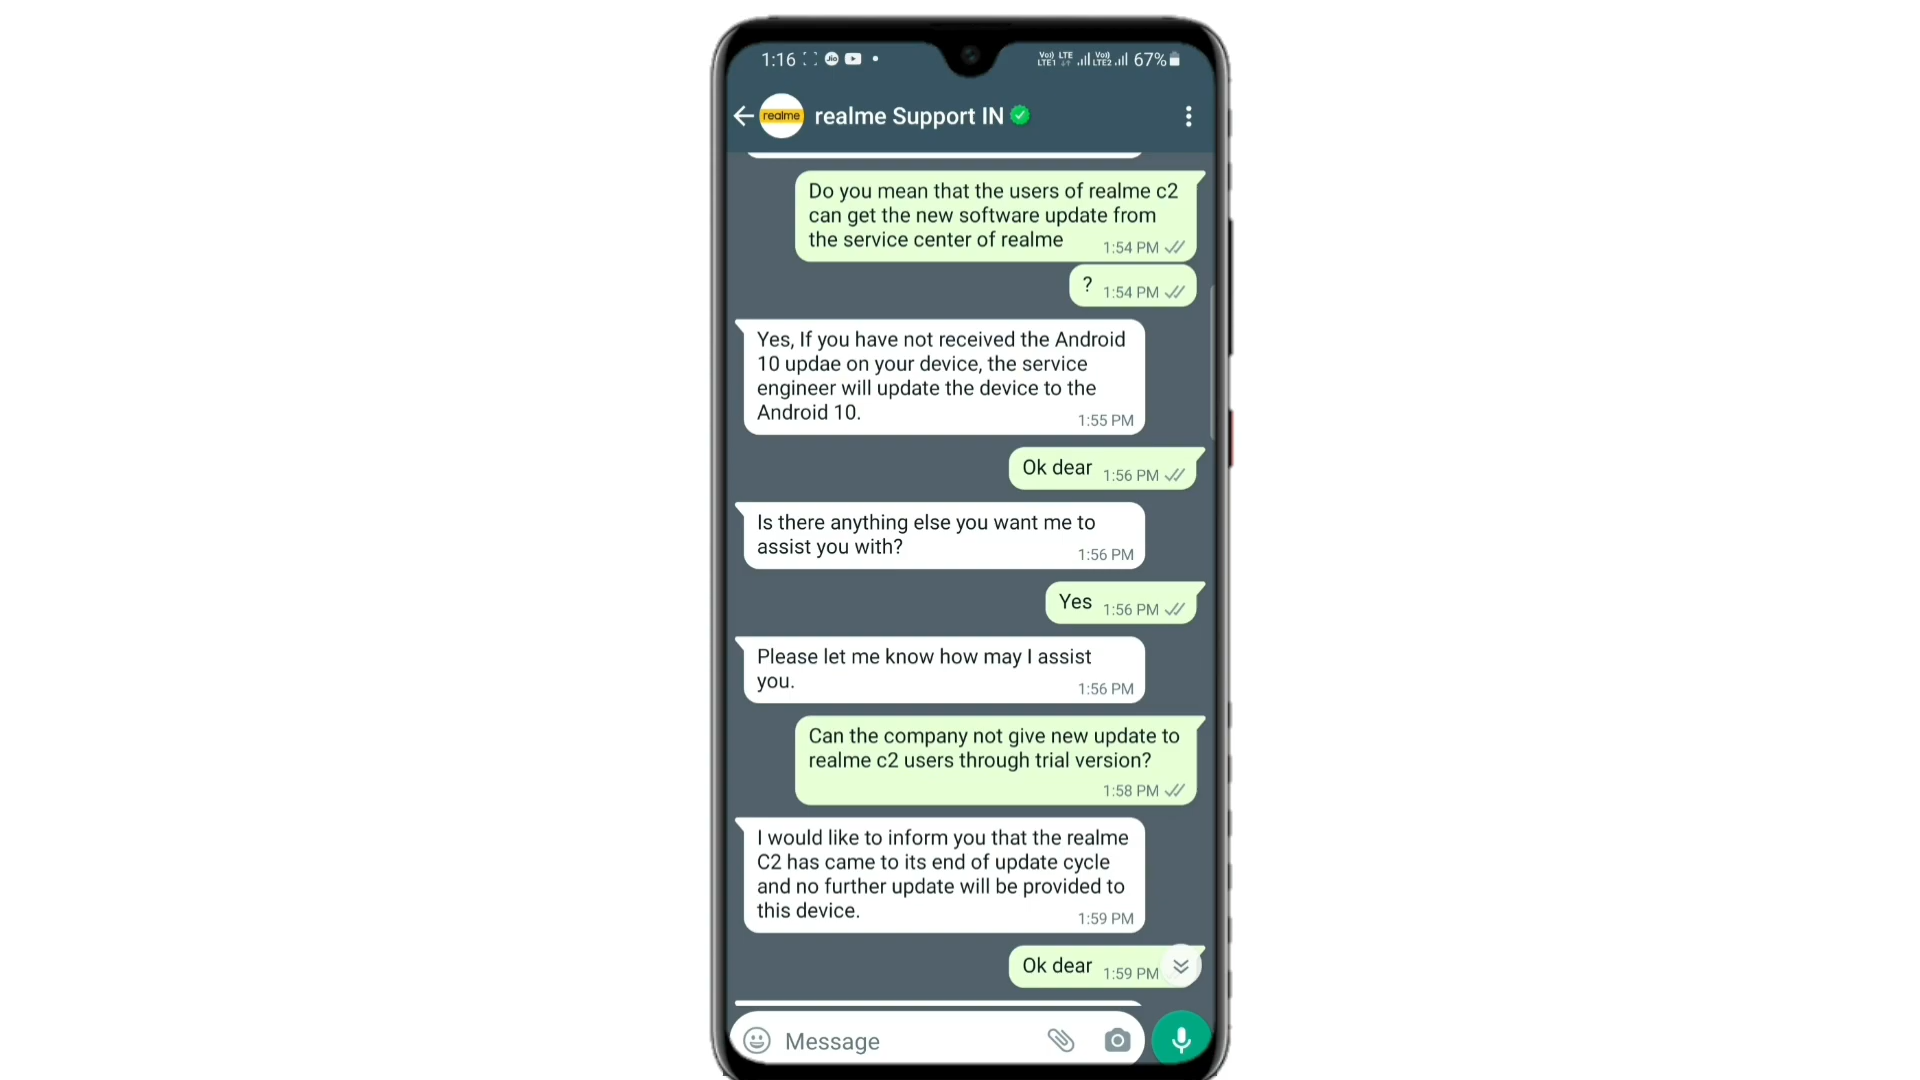 1:16
Jio
Vo) LTE
LTE1
Vo)
LTE2
67%
realme
realme Support IN
Do you mean that the users of realme c2
can get the new software update from
the service center of realme
1:54 PM
?
1:54 PM
Yes, If you have not received the Android
10 updae on your device, the service
engineer will update the device to the
Android 10.
1:55 PM
Ok dear
1:56 PM
Is there anything else you want me to
assist you with?
1:56 PM
Yes
1:56 PM
Please let me know how may I assist
you.
1:56 PM
Can the company not give new update to
realme c2 users through trial version?
1:58 PM
I would like to inform you that the realme
C2 has came to its end of update cycle
and no further update will be provided to
this device.
1:59 PM
Ok dear
1:59 PM
Message